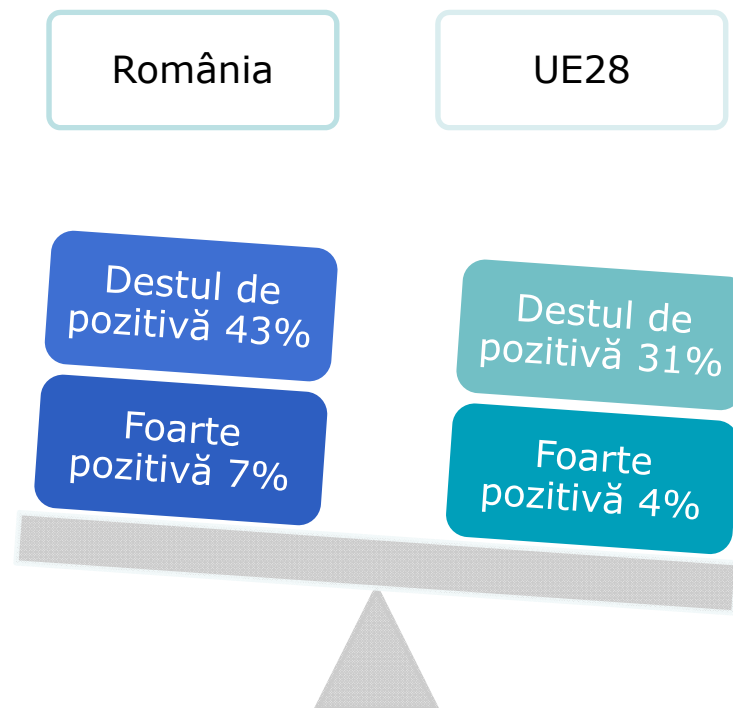 România
UE28
Destul de
pozitivă 43%
Foarte
pozitivă 7%
Destul de
pozitivă 31%
Foarte
pozitivă 4%